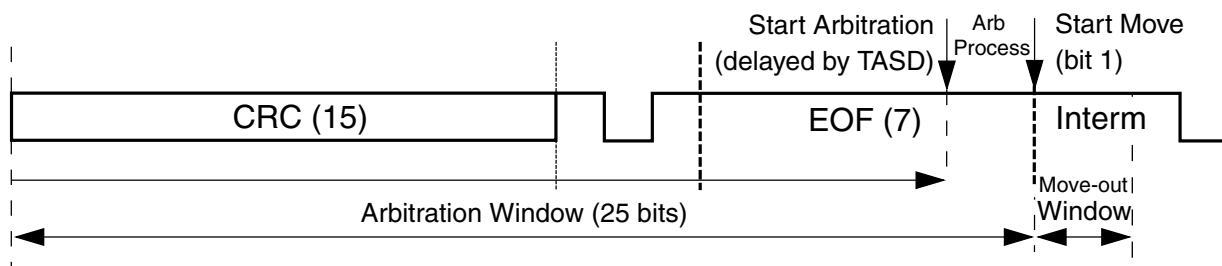 Start Arbitration
(delayed by TASD)
Arb
Process
Start Move
(bit 1)
CRC (15)
EOF (7)
Interm
Arbitration Window (25 bits)
Move-out
Window